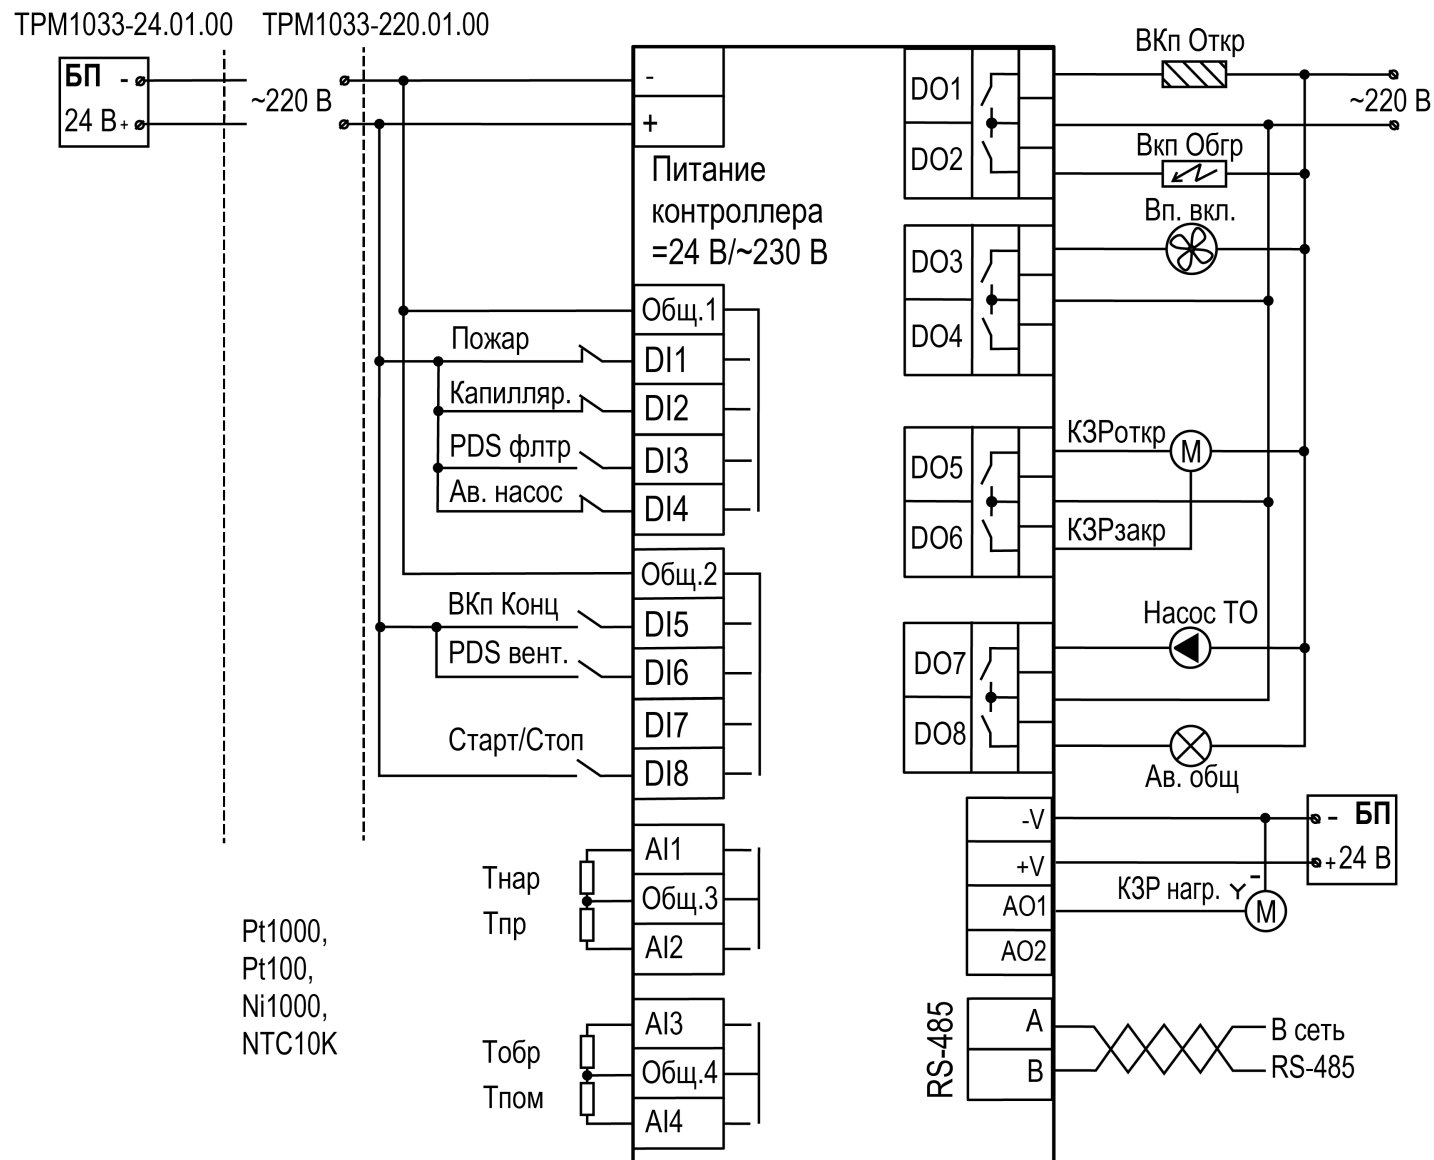 ТРМ1033-24.01.00
ТРМ1033-220.01.00
БП -
24 В +
~220 В
-
+
Питание
контроллера
=24 В/~230 В
Общ.1
Пожар
DI1
Капилляр.
DI2
PDS флтр
DI3
Ав. насос
DI4
Общ.2
ВКп Конц
DI5
PDS вент.
DI6
DI7
Старт/Стоп
DI8
AI1
Тнар
Общ.3
Тпр
AI2
Pt1000,
Pt100,
Ni1000,
NTC10K
AI3
Тобр
Общ.4
Тпом
AI4
ВКп Откр
DO1
~220 В
Вкп Обгр
DO2
Вп. вкл.
DO3
DO4
КЗРоткр
M
DO5
КЗРзакр
DO6
Насос ТО
DO7
DO8
Ав. общ
-V
- БП
+V
+ 24 В
КЗР нагр. Y -
AO1
M
AO2
RS-485
A
В сеть
B
RS-485